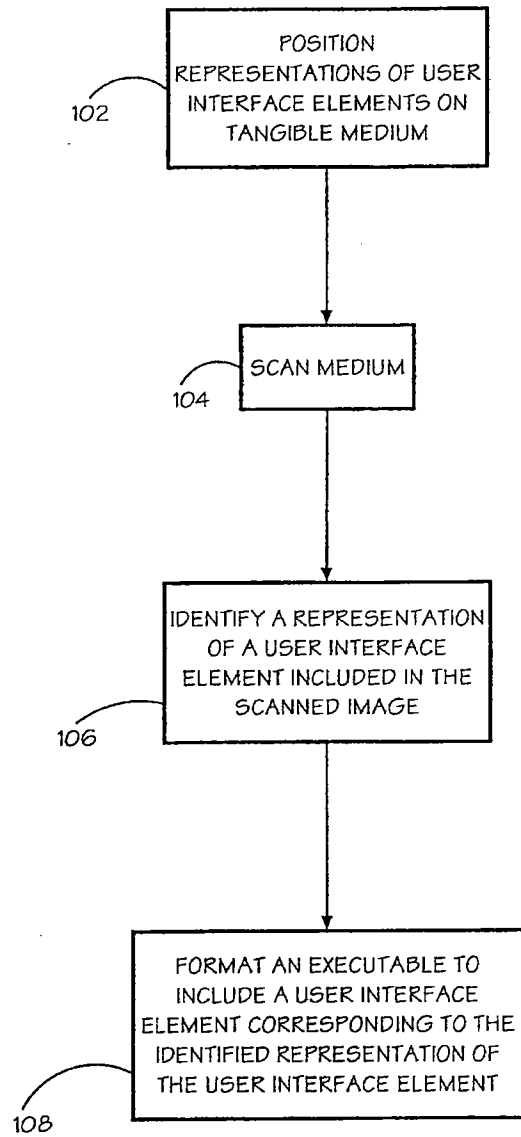 POSITION
REPRESENTATIONS OF USER
INTERFACE ELEMENTS ON
TANGIBLE MEDIUM
102
SCAN MEDIUM
104
IDENTIFY A REPRESENTATION
OF A USER INTERFACE
ELEMENT INCLUDED IN THE
SCANNED IMAGE
106
FORMAT AN EXECUTABLE TO
INCLUDE A USER INTERFACE
ELEMENT CORRESPONDING TO THE
IDENTIFIED REPRESENTATION OF
THE USER INTERFACE ELEMENT
108